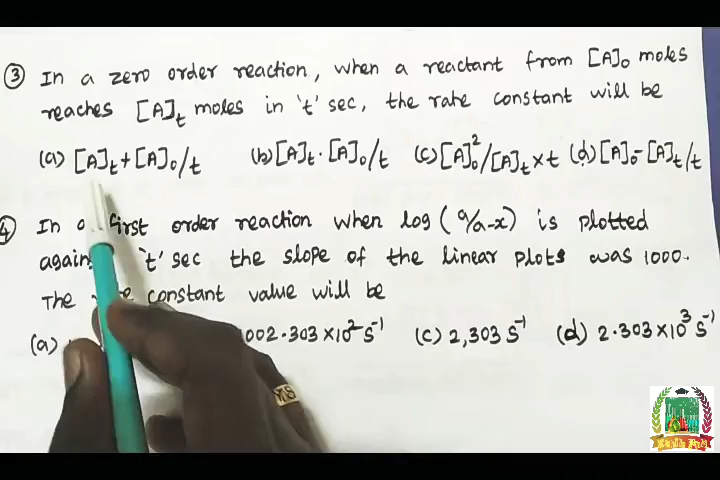 ③ In a zero order reaction, when a reactant from [A]₀ moles
reaches [A]t moles in 't' sec, the rate constant will be
(a) [A]t + [A]₀/t (b) [A]t . [A]₀/t (c) [A]₀²/[A]t × t (d) [A]₀ - [A]t/t
④ In a first order reaction when log (a/a-x) is plotted
't' sec the slope of the linear plots was 1000.
The constant value will be
(a) 002.303 × 10² S⁻¹ (c) 2,303 S⁻¹ (d) 2.303 × 10³ S⁻¹